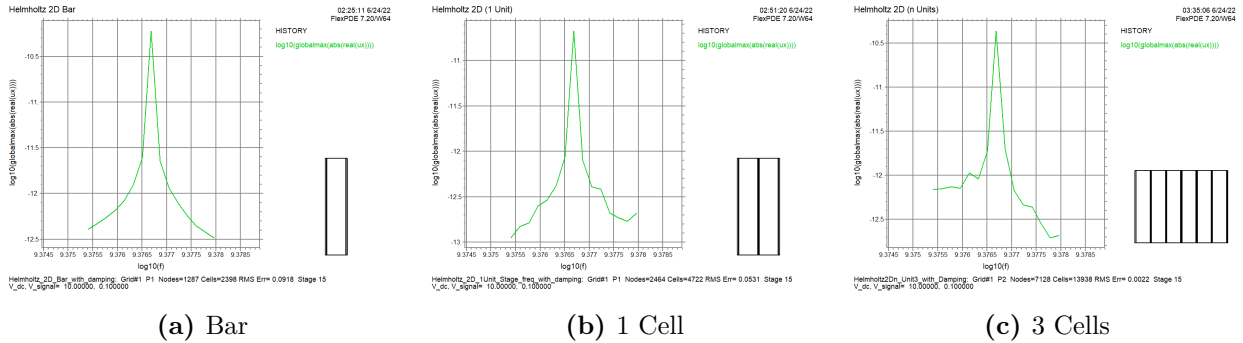 Helmholtz 2D Bar
02:25:11 6/24/22
FlexPDE 7.20/W64
HISTORY
log10(globalmax(abs(real(ux))))
log10(globalmax(abs(real(ux))))
-10.5
-11.
-11.5
-12.
-12.5
9.3745 9.3755 9.376 9.3765 9.377 9.3775 9.378 9.3785
log10(f)
Helmholtz_2D_Bar_with_damping: Grid#1 P1 Nodes=1287 Cells=2398 RMS Err= 0.0918 Stage 15
V_dc, V_signal= 10.00000, 0.100000
(a) Bar
Helmholtz 2D (1 Unit)
02:51:20 6/24/22
FlexPDE 7.20/W64
HISTORY
log10(globalmax(abs(real(ux))))
log10(globalmax(abs(real(ux))))
-11.
-11.5
-12.
-12.5
-13.
9.3745 9.3755 9.376 9.3765 9.377 9.3775 9.378 9.3785
log10(f)
Helmholtz_2D_1Unit_Stage_freq_with_damping: Grid#1 P1 Nodes=2464 Cells=4722 RMS Err= 0.0531 Stage 15
V_dc, V_signal= 10.00000, 0.100000
(b) 1 Cell
Helmholtz 2D (n Units)
03:35:06 6/24/22
FlexPDE 7.20/W64
HISTORY
log10(globalmax(abs(real(ux))))
log10(globalmax(abs(real(ux))))
-10.5
-11.
-11.5
-12.
-12.5
9.3745 9.3755 9.376 9.3765 9.377 9.3775 9.378 9.3785
log10(f)
Helmholtz2Dn_Unit3_with_Damping: Grid#1 P2 Nodes=7128 Cells=13938 RMS Err= 0.0022 Stage 15
V_dc, V_signal= 10.00000, 0.100000
(c) 3 Cells